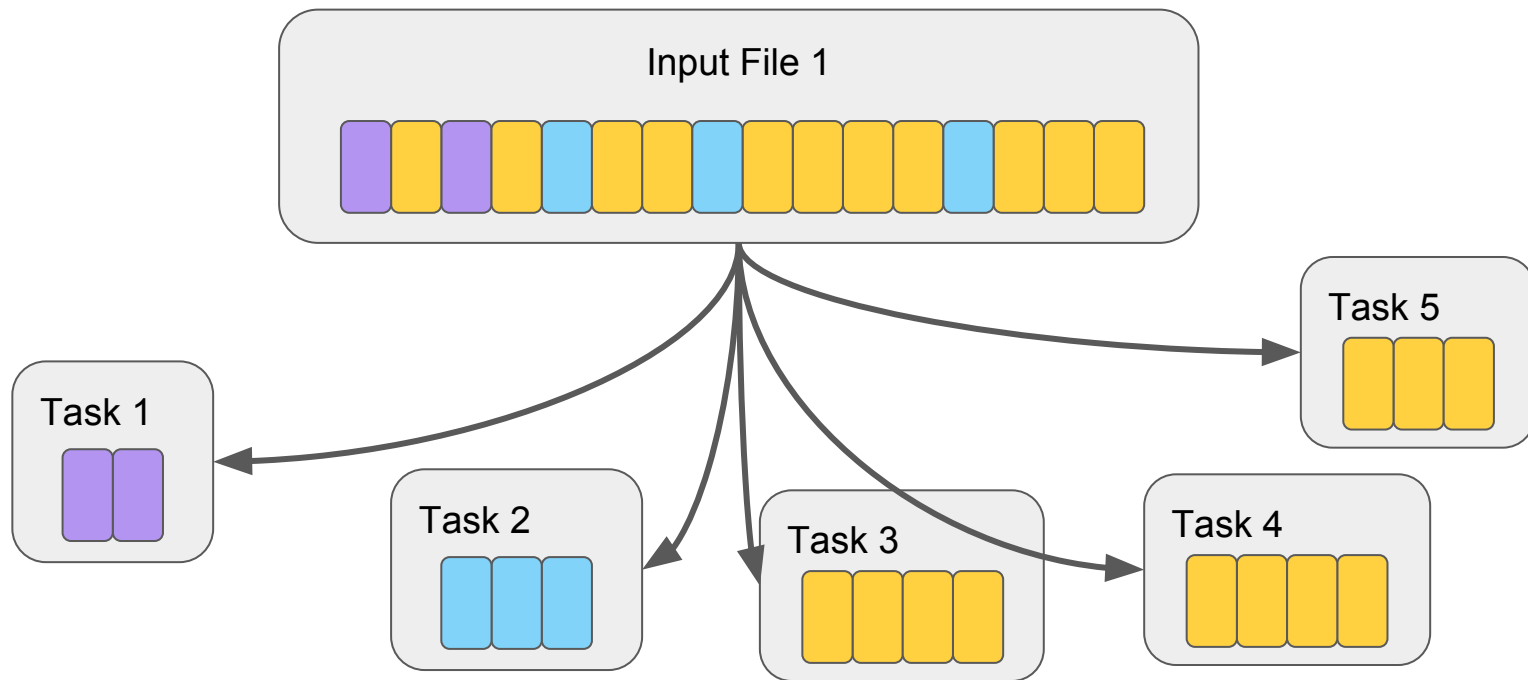 Input File 1
Task 5
Task 1
Task 2
Task 3
Task 4